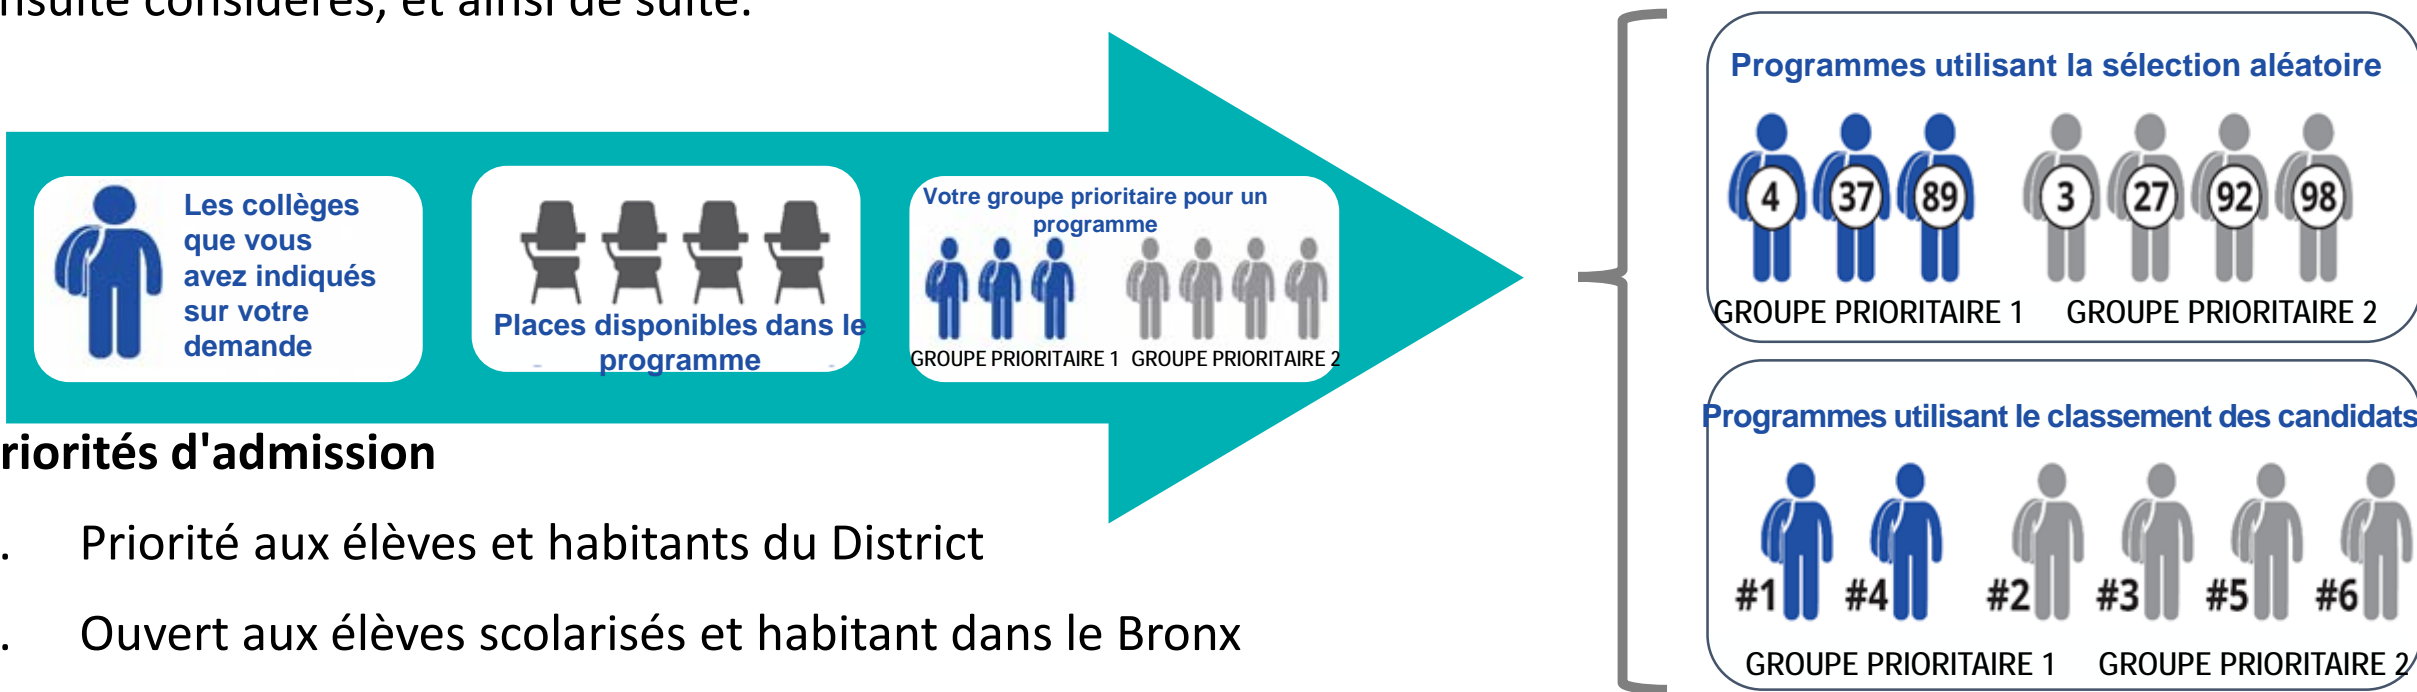 nsuite considérés, et ainsi de suite.
Les collèges
que vous
avez indiqués
sur votre
demande
Places disponibles dans le
programme
Votre groupe prioritaire pour un
programme
GROUPE PRIORITAIRE 1 GROUPE PRIORITAIRE 2
Programmes utilisant la sélection aléatoire
4 37 89 3 27 92 98
GROUPE PRIORITAIRE 1 GROUPE PRIORITAIRE 2
Programmes utilisant le classement des candidats
#1 #4 #2 #3 #5 #6
GROUPE PRIORITAIRE 1 GROUPE PRIORITAIRE 2
riorités d'admission
. Priorité aux élèves et habitants du District
. Ouvert aux élèves scolarisés et habitant dans le Bronx